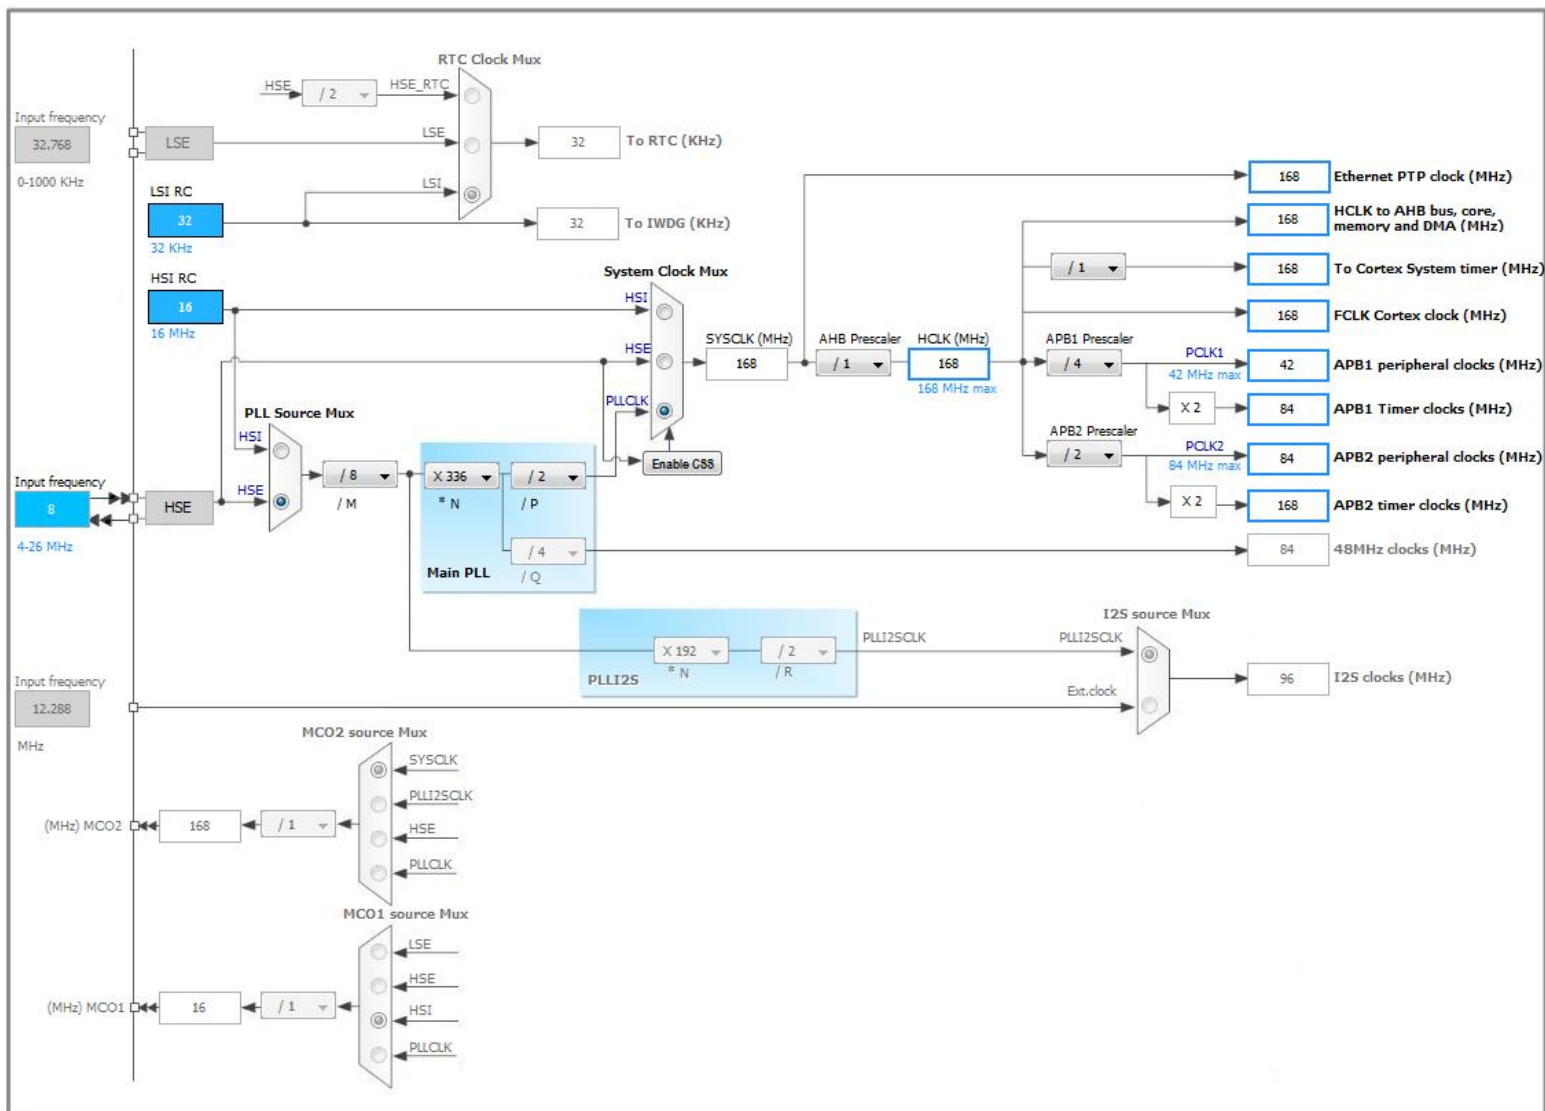 RTC Clock Mux
HSE
/ 2
HSE_RTC
Input frequency
32.768
0-1000 KHz
LSE
LSE
32
To RTC (KHz)
LSI RC
32
32 KHz
LSI
32
To IWDG (KHz)
168
Ethernet PTP clock (MHz)
168
HCLK to AHB bus, core,
memory and DMA (MHz)
HSI RC
16
16 MHz
System Clock Mux
HSI
/ 1
168
To Cortex System timer (MHz)
168
FCLK Cortex clock (MHz)
HSE
SYSCLK (MHz)
168
AHB Prescaler
/ 1
HCLK (MHz)
168
168 MHz max
APB1 Prescaler
/ 4
PCLK1
42 MHz max
42
APB1 peripheral clocks (MHz)
PLLCLK
X 2
84
APB1 Timer clocks (MHz)
PLL Source Mux
HSI
APB2 Prescaler
/ 2
PCLK2
84 MHz max
84
APB2 peripheral clocks (MHz)
Enable CSS
Input frequency
8
4-26 MHz
HSE
HSE
/ 8
/ M
X 336
* N
/ 2
/ P
X 2
168
APB2 timer clocks (MHz)
/ 4
/ Q
Main PLL
84
48MHz clocks (MHz)
I2S source Mux
PLLI2SCLK
PLLI2SCLK
X 192
* N
/ 2
/ R
PLLI2S
96
I2S clocks (MHz)
Input frequency
12.288
MHz
Ext.clock
MCO2 source Mux
SYSCLK
PLLI2SCLK
HSE
PLLCLK
(MHz) MCO2
168
/ 1
MCO1 source Mux
LSE
HSE
HSI
PLLCLK
(MHz) MCO1
16
/ 1